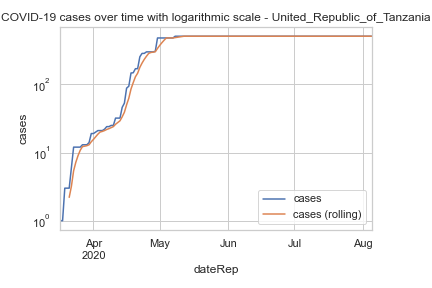 COVID-19 cases over time with logarithmic scale - United_Republic_of_Tanzania
cases
10²
10¹
10⁰
Apr
2020
May
Jun
Jul
Aug
dateRep
cases
cases (rolling)